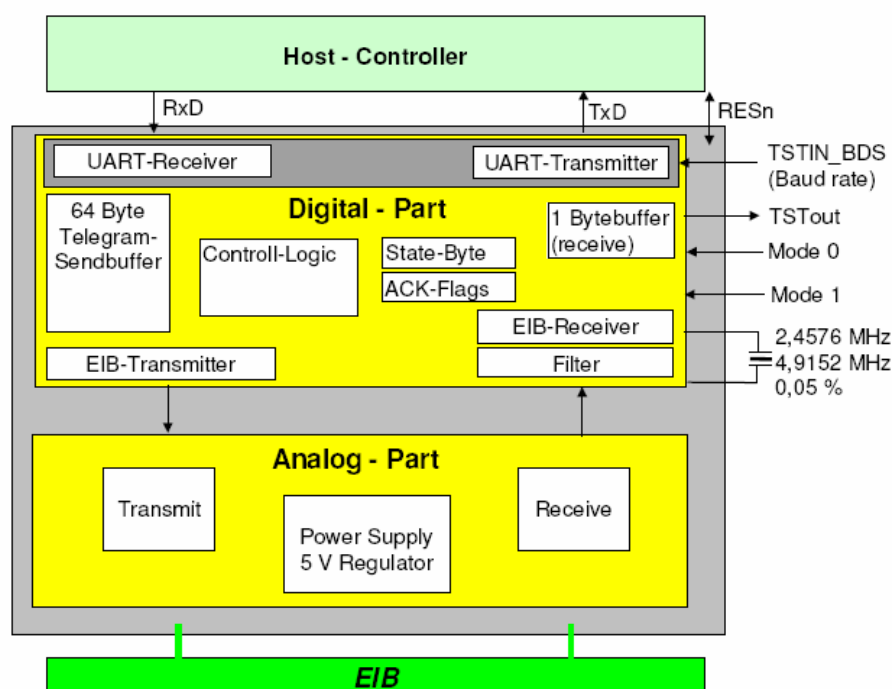 Host - Controller
RxD
TxD
RESn
UART-Receiver
UART-Transmitter
TSTIN_BDS
(Baud rate)
64 Byte
Telegram-
Sendbuffer
Digital - Part
1 Bytebuffer
(receive)
TSTout
Controll-Logic
State-Byte
Mode 0
ACK-Flags
Mode 1
EIB-Receiver
2,4576 MHz
EIB-Transmitter
Filter
4,9152 MHz
0,05 %
Analog - Part
Transmit
Power Supply
5 V Regulator
Receive
EIB